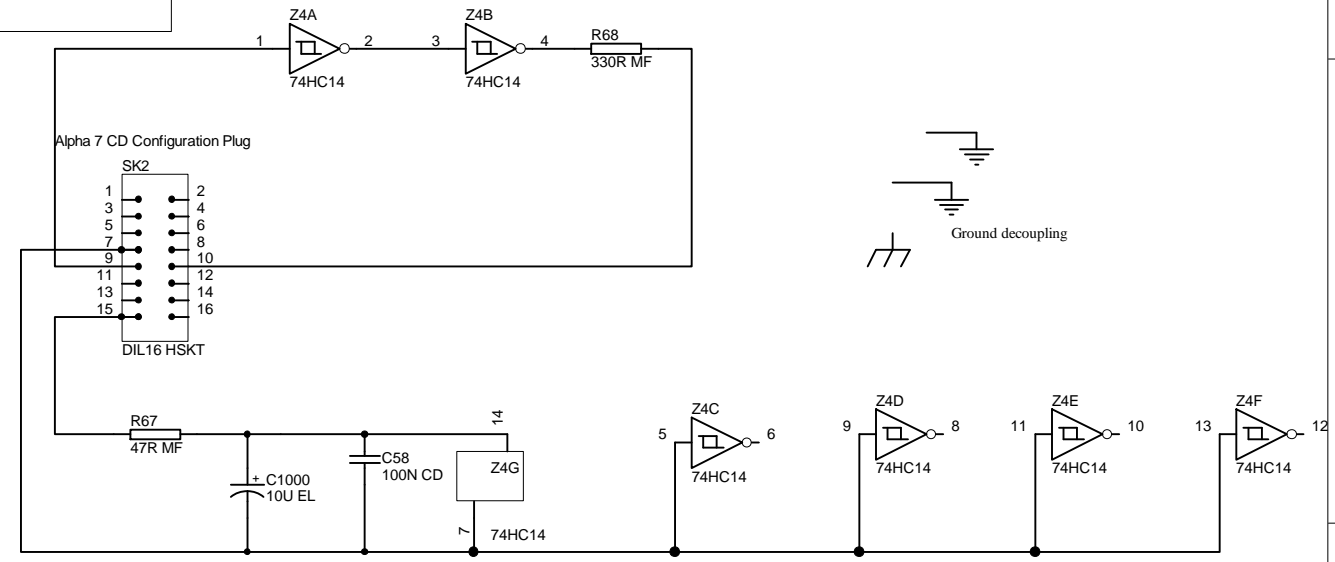 Z4A
Z4B
1
2
3
4
R68
330R MF
74HC14
74HC14
Alpha 7 CD Configuration Plug
SK2
1
2
3
4
5
6
7
8
9
10
11
12
13
14
15
16
DIL16 HSKT
Ground decoupling
R67
47R MF
C1000
+
10U EL
C58
100N CD
14
Z4G
7
74HC14
Z4C
5
6
74HC14
Z4D
9
8
74HC14
Z4E
11
10
74HC14
Z4F
13
12
74HC14